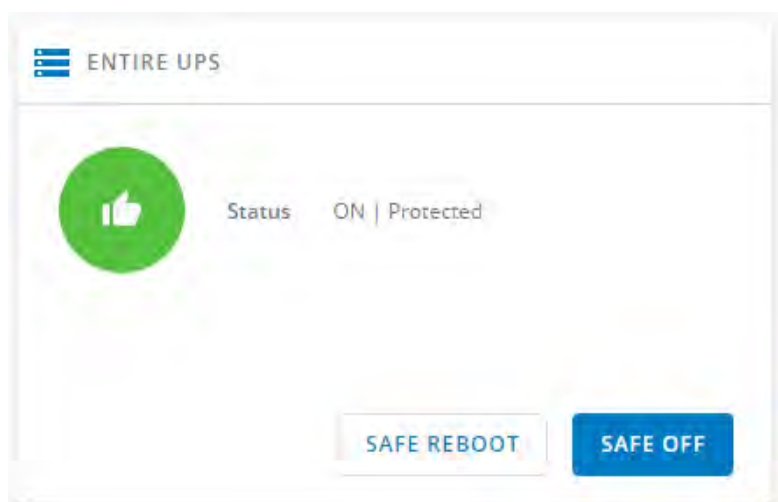 ENTIRE UPS
Status ON | Protected
SAFE REBOOT SAFE OFF